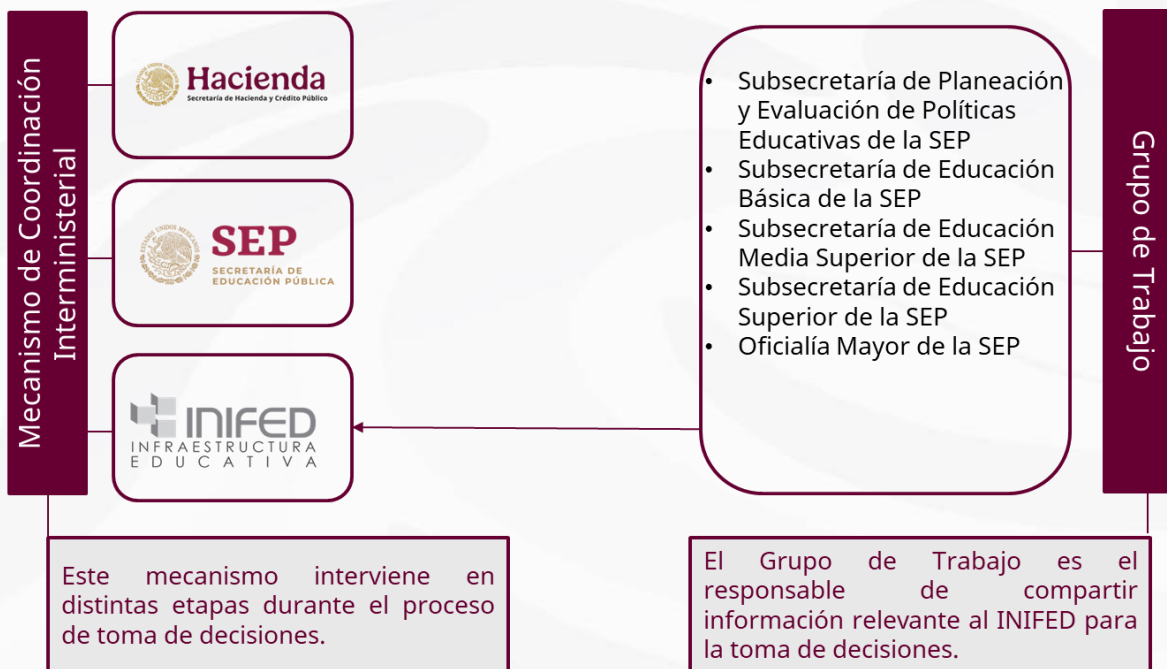 Mecanismo de Coordinación
Interministerial
Hacienda
Secretaría de Hacienda y Crédito Público
SEP
SECRETARÍA DE
EDUCACIÓN PÚBLICA
INIFED
INFRAESTRUCTURA
EDUCATIVA
Este mecanismo interviene en
distintas etapas durante el proceso
de toma de decisiones.
• Subsecretaría de Planeación
y Evaluación de Políticas
Educativas de la SEP
• Subsecretaría de Educación
Básica de la SEP
• Subsecretaría de Educación
Media Superior de la SEP
• Subsecretaría de Educación
Superior de la SEP
• Oficialía Mayor de la SEP
Grupo de Trabajo
El Grupo de Trabajo es el
responsable de compartir
información relevante al INIFED para
la toma de decisiones.